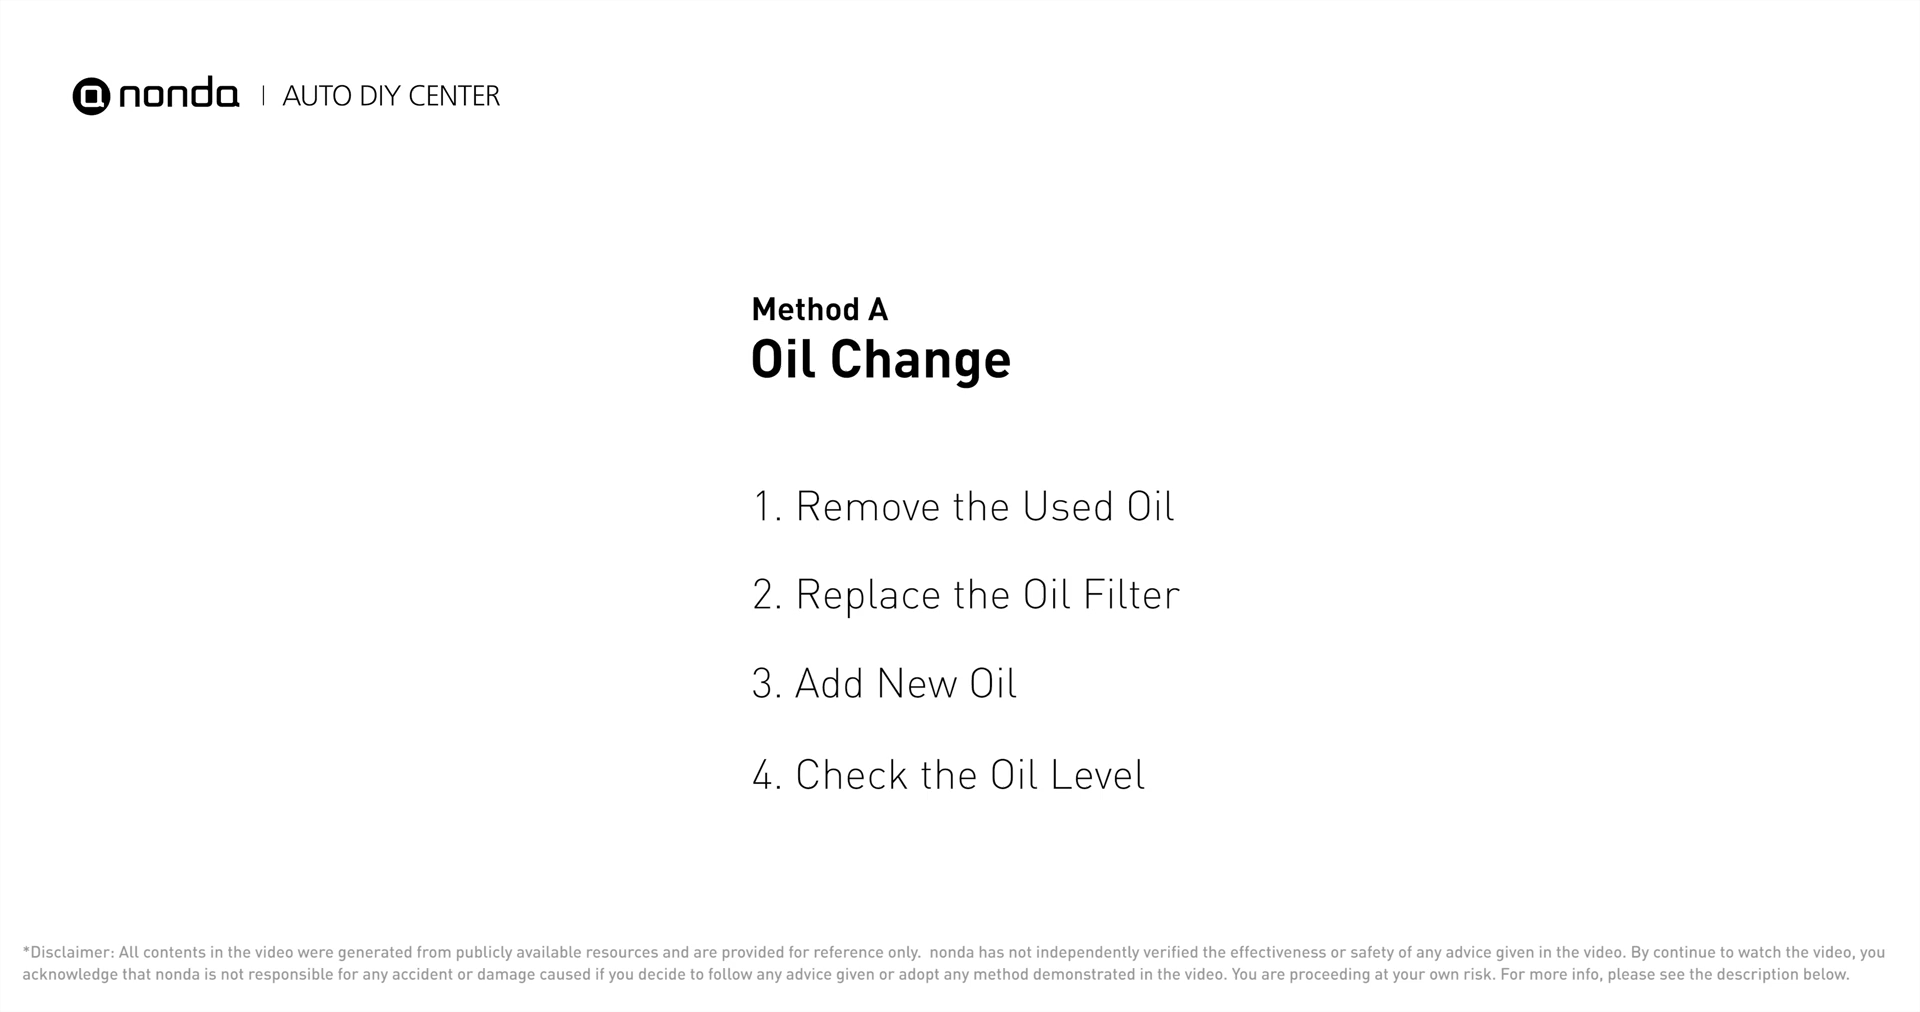 nonda | AUTO DIY CENTER
Method A
Oil Change
1. Remove the Used Oil
2. Replace the Oil Filter
3. Add New Oil
4. Check the Oil Level
*Disclaimer: All contents in the video were generated from publicly available resources and are provided for reference only.  nonda has not independently verified the effectiveness or safety of any advice given in the video. By continue to watch the video, you
acknowledge that nonda is not responsible for any accident or damage caused if you decide to follow any advice given or adopt any method demonstrated in the video. You are proceeding at your own risk. For more info, please see the description below.